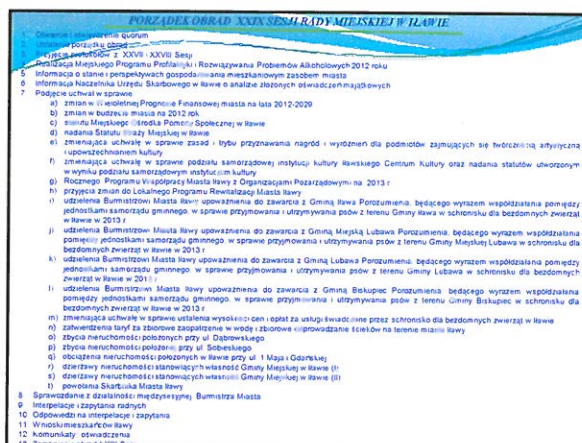 PORZĄDEK OBRAD XXIX SESJI RADY MIEJSKIEJ W IŁAWIE
1 Otwarcie i stwierdzenie quorum
2 Ustalenie porządku obrad
3 Przyjęcie protokołów z XXVII i XXVIII Sesji
4 Realizacja Miejskiego Programu Profilaktyki i Rozwiązywania Problemów Alkoholowych 2012 roku
5 Informacja o stanie i perspektywach gospodarowania mieszkaniowym zasobem miasta
6 Informacja Naczelnika Urzędu Skarbowego w Iławie o analizie złożonych oświadczeń majątkowych
7 Podjęcie uchwał w sprawie
a) zmian w Wieloletniej Prognozie Finansowej miasta na lata 2012-2029
b) zmian w budżecie miasta na 2012 rok
c) statutu Miejskiego Ośrodka Pomocy Społecznej w Iławie
d) nadania Statutu Straży Miejskiej w Iławie
e) zmieniająca uchwałę w sprawie zasad i trybu przyznawania nagród i wyróżnień dla podmiotów zajmujących się twórczością artystyczną
i upowszechnianiem kultury
f) zmieniająca uchwałę w sprawie podziału samorządowej instytucji kultury Iławskiego Centrum Kultury oraz nadania statutów utworzonym
w wyniku podziału samorządowym instytucjom kultury
g) Rocznego Programu Współpracy Miasta Iławy z Organizacjami Pozarządowymi na 2013 r
h) przyjęcia zmian do Lokalnego Programu Rewitalizacji Miasta Iławy
i) udzielenia Burmistrzowi Miasta Iławy upoważnienia do zawarcia z Gminą Iława Porozumienia, będącego wyrazem współdziałania pomiędzy
jednostkami samorządu gminnego, w sprawie przyjmowania i utrzymywania psów z terenu Gminy Iława w schronisku dla bezdomnych zwierząt
w Iławie w 2013 r
j) udzielenia Burmistrzowi Miasta Iławy upoważnienia do zawarcia z Gminą Miejską Lubawa Porozumienia, będącego wyrazem współdziałania
pomiędzy jednostkami samorządu gminnego, w sprawie przyjmowania i utrzymywania psów z terenu Gminy Miejskiej Lubawa w schronisku dla
bezdomnych zwierząt w Iławie w 2013 r
k) udzielenia Burmistrzowi Miasta Iławy upoważnienia do zawarcia z Gminą Lubawa Porozumienia, będącego wyrazem współdziałania pomiędzy
jednostkami samorządu gminnego, w sprawie przyjmowania i utrzymywania psów z terenu Gminy Lubawa w schronisku dla bezdomnych
zwierząt w Iławie w 2013 r
l) udzielenia Burmistrzowi Miasta Iławy upoważnienia do zawarcia z Gminą Biskupiec Porozumienia, będącego wyrazem współdziałania
pomiędzy jednostkami samorządu gminnego, w sprawie przyjmowania i utrzymywania psów z terenu Gminy Biskupiec w schronisku dla
bezdomnych zwierząt w Iławie w 2013 r
m) zmieniająca uchwałę w sprawie ustalenia wysokości cen i opłat za usługi świadczone przez schronisko dla bezdomnych zwierząt w Iławie
n) zatwierdzenia taryf za zbiorowe zaopatrzenie w wodę i zbiorowe odprowadzanie ścieków na terenie miasta Iławy
o) zbycia nieruchomości położonych przy ul Dąbrowskiego
p) zbycia nieruchomości położonej przy ul Sobieskiego
q) obciążenia nieruchomości położonych w Iławie przy ul 1 Maja i Gdańskiej
r) dzierżawy nieruchomości stanowiących własność Gminy Miejskiej w Iławie (I)
s) dzierżawy nieruchomości stanowiących własność Gminy Miejskiej w Iławie (II)
t) powołania Skarbnika Miasta Iławy
8 Sprawozdanie z działalności międzysesyjnej Burmistrza Miasta
9 Interpelacje i zapytania radnych
10 Odpowiedzi na interpelacje i zapytania
11 Wnioski mieszkańców Iławy
12 Komunikaty, oświadczenia